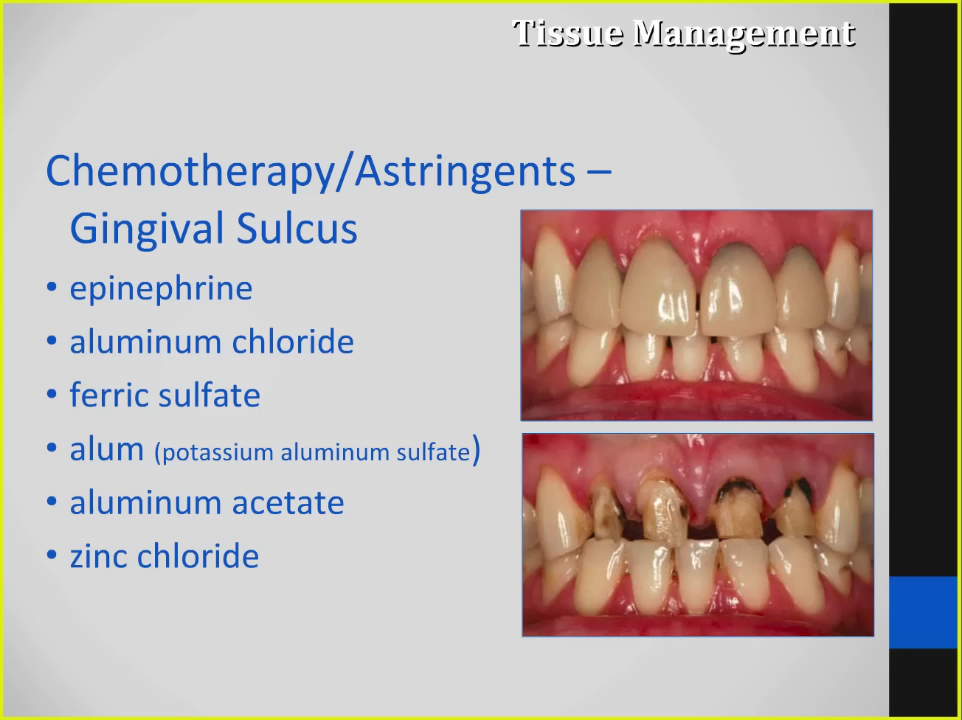 Tissue Management
Chemotherapy/Astringents –
Gingival Sulcus
• epinephrine
• aluminum chloride
• ferric sulfate
• alum (potassium aluminum sulfate)
• aluminum acetate
• zinc chloride